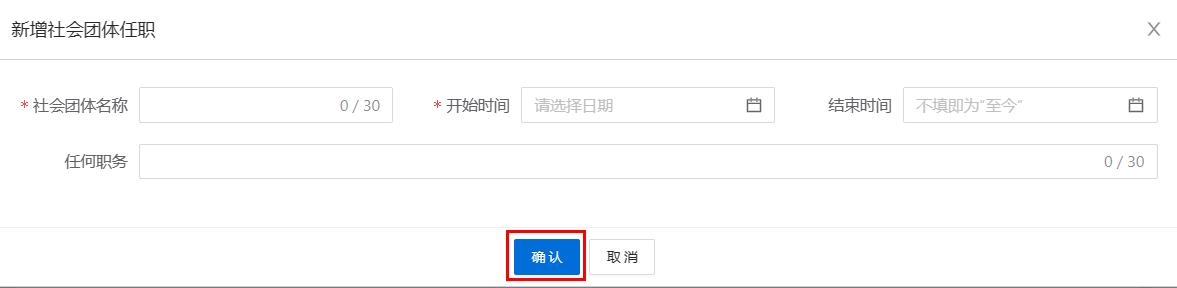 新增社会团体任职
* 社会团体名称 0 / 30 * 开始时间 请选择日期 结束时间 不填即为"至今"
任何职务 0 / 30
确认 取消